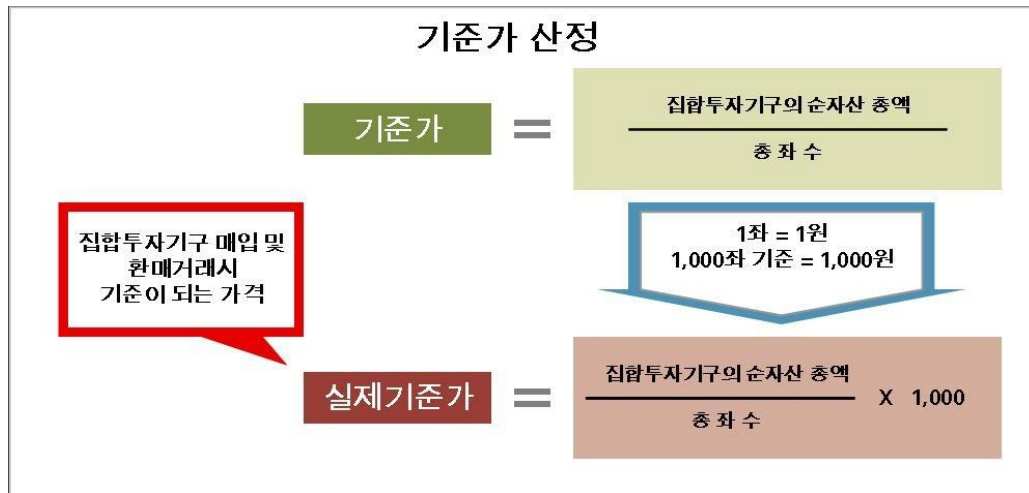 기준가 산정
기준가
=
집합투자기구의 순자산 총액
총 좌 수
집합투자기구 매입 및
환매거래시
기준이 되는 가격
1좌 = 1원
1,000좌 기준 = 1,000원
실제기준가
=
집합투자기구의 순자산 총액
총 좌 수
X 1,000